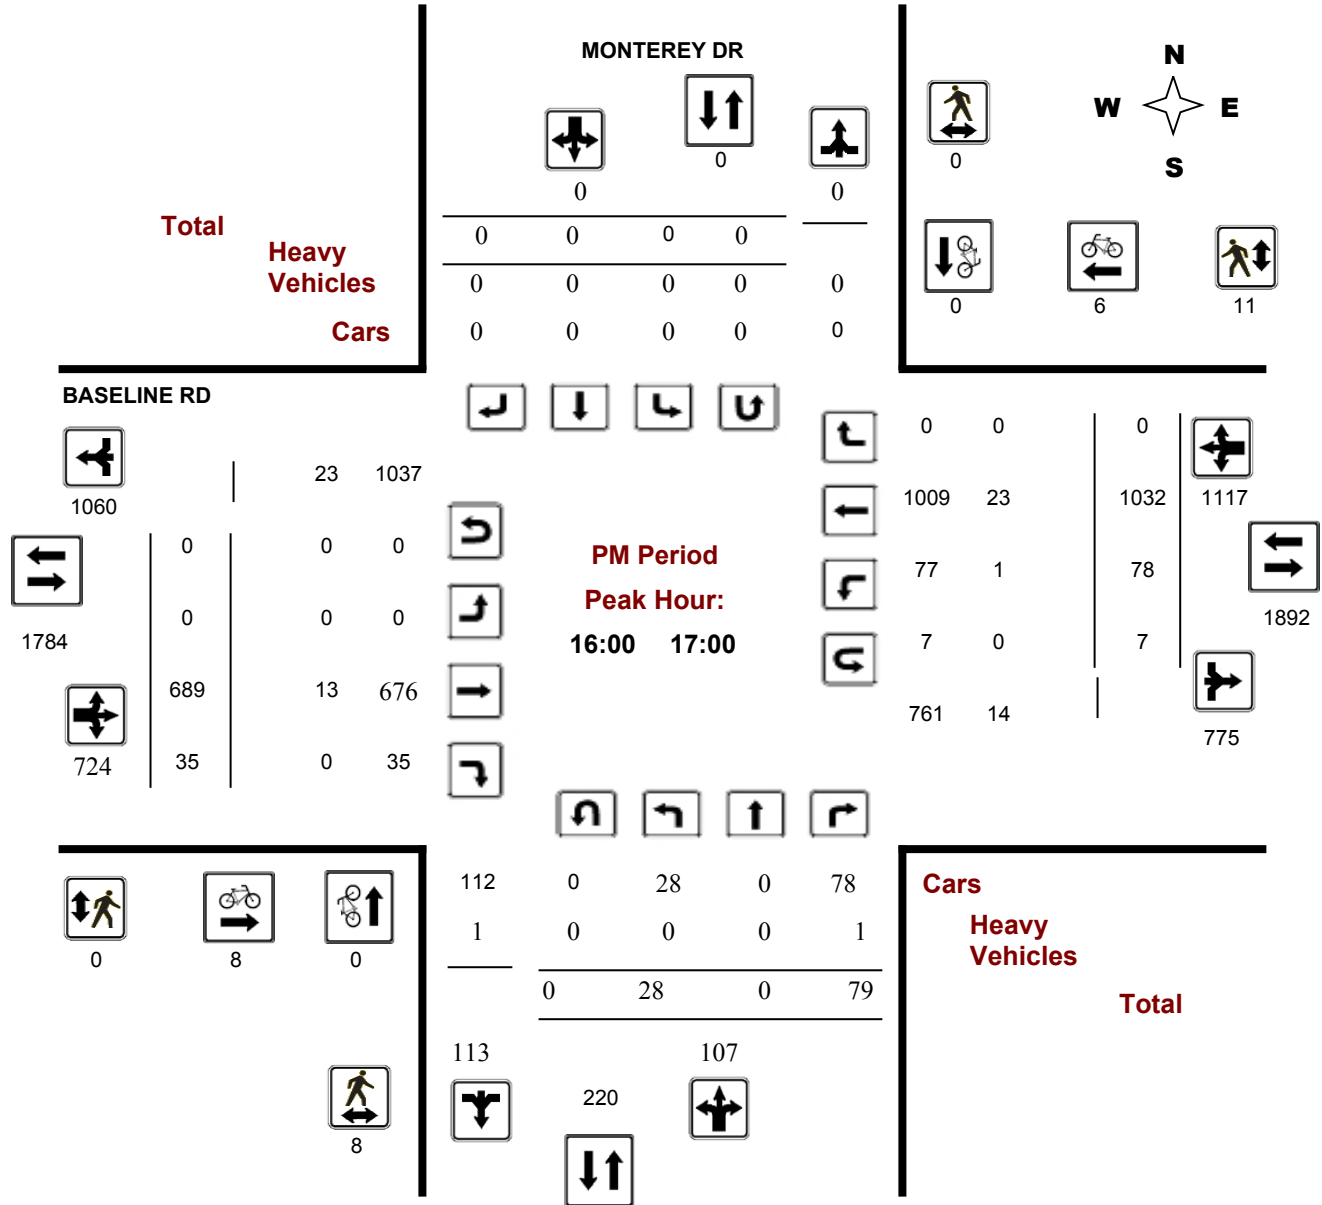 MONTEREY DR
N
W E
S
0
0
0 0
Total
0 0 0 0
Heavy
Vehicles
0 0 0 0 0
0 6 11
Cars
0 0 0 0 0
BASELINE RD
0 0 0
23 1037
1060
1009 23 1032 1117
0 0 0
PM Period
77 1 78
Peak Hour:
0 0 0
1784
16:00 17:00
7 0 7
1892
689 13 676
761 14
775
724 35 0 35
112 0 28 0 78
Cars
1 0 0 0 1
Heavy
Vehicles
0 8 0
0 28 0 79
Total
113 107
220
8